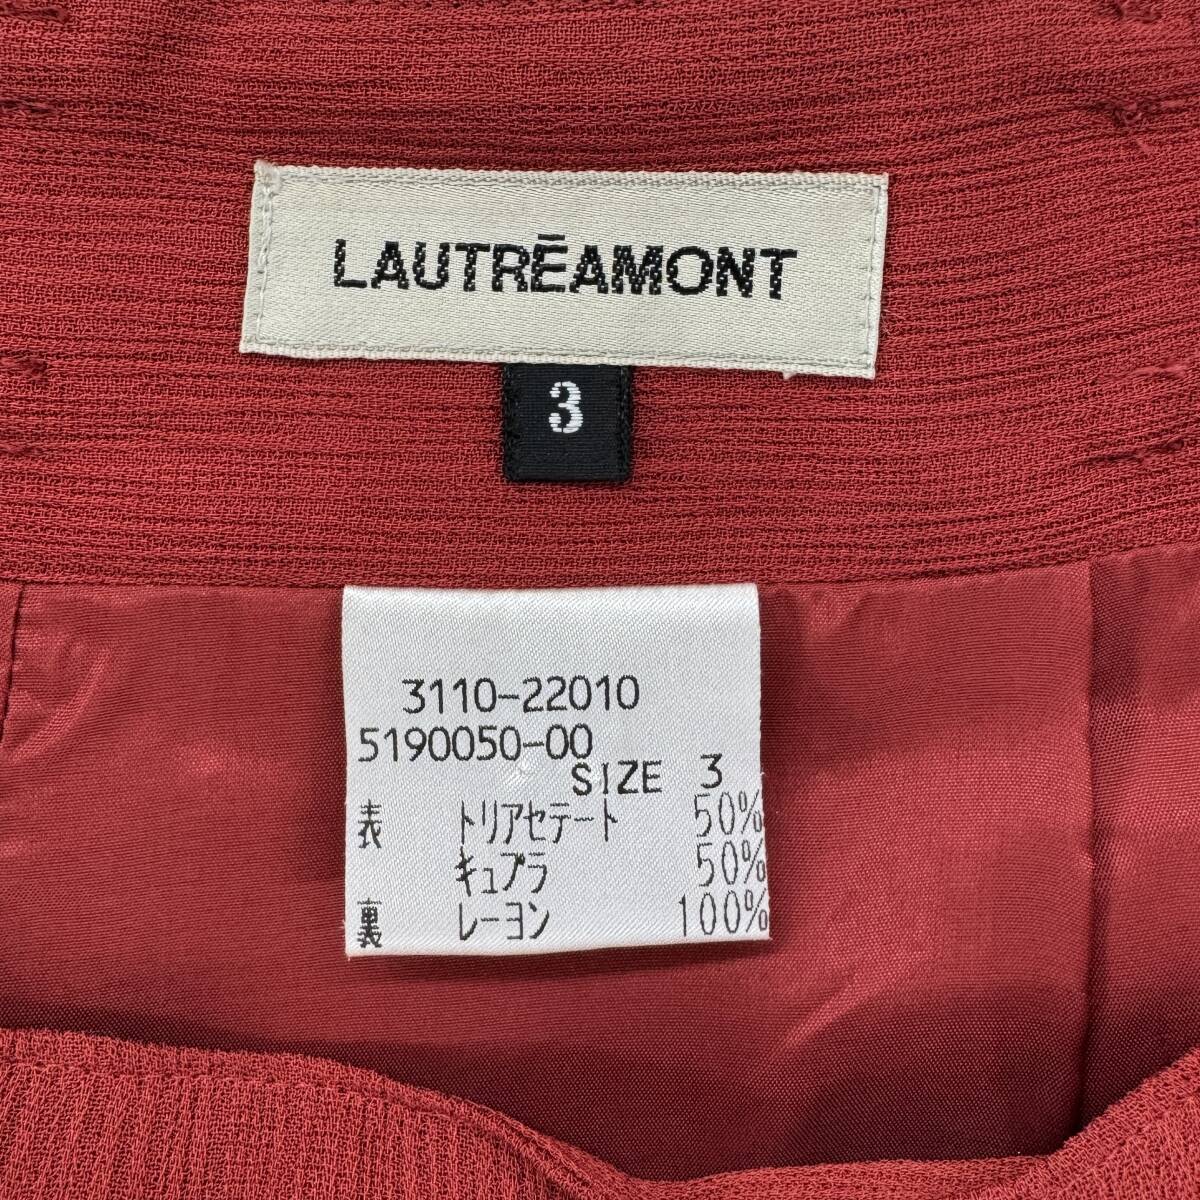 LAUTRĒAMONT
3
3110-22010
5190050-00
SIZE 3
表 トリアセテート 50%
キュプラ 50%
裏 レーヨン 100%